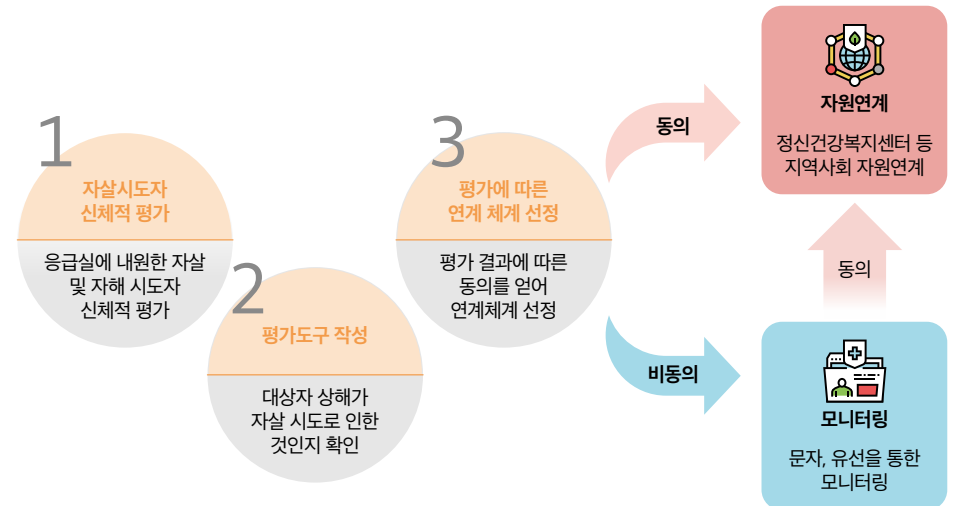 1
자살시도자
신체적 평가
응급실에 내원한 자살
및 자해 시도자
신체적 평가
2
평가도구 작성
대상자 상해가
자살 시도로 인한
것인지 확인
3
평가에 따른
연계 체계 선정
평가 결과에 따른
동의를 얻어
연계체계 선정
동의
자원연계
정신건강복지센터 등
지역사회 자원연계
동의
비동의
모니터링
문자, 유선을 통한
모니터링